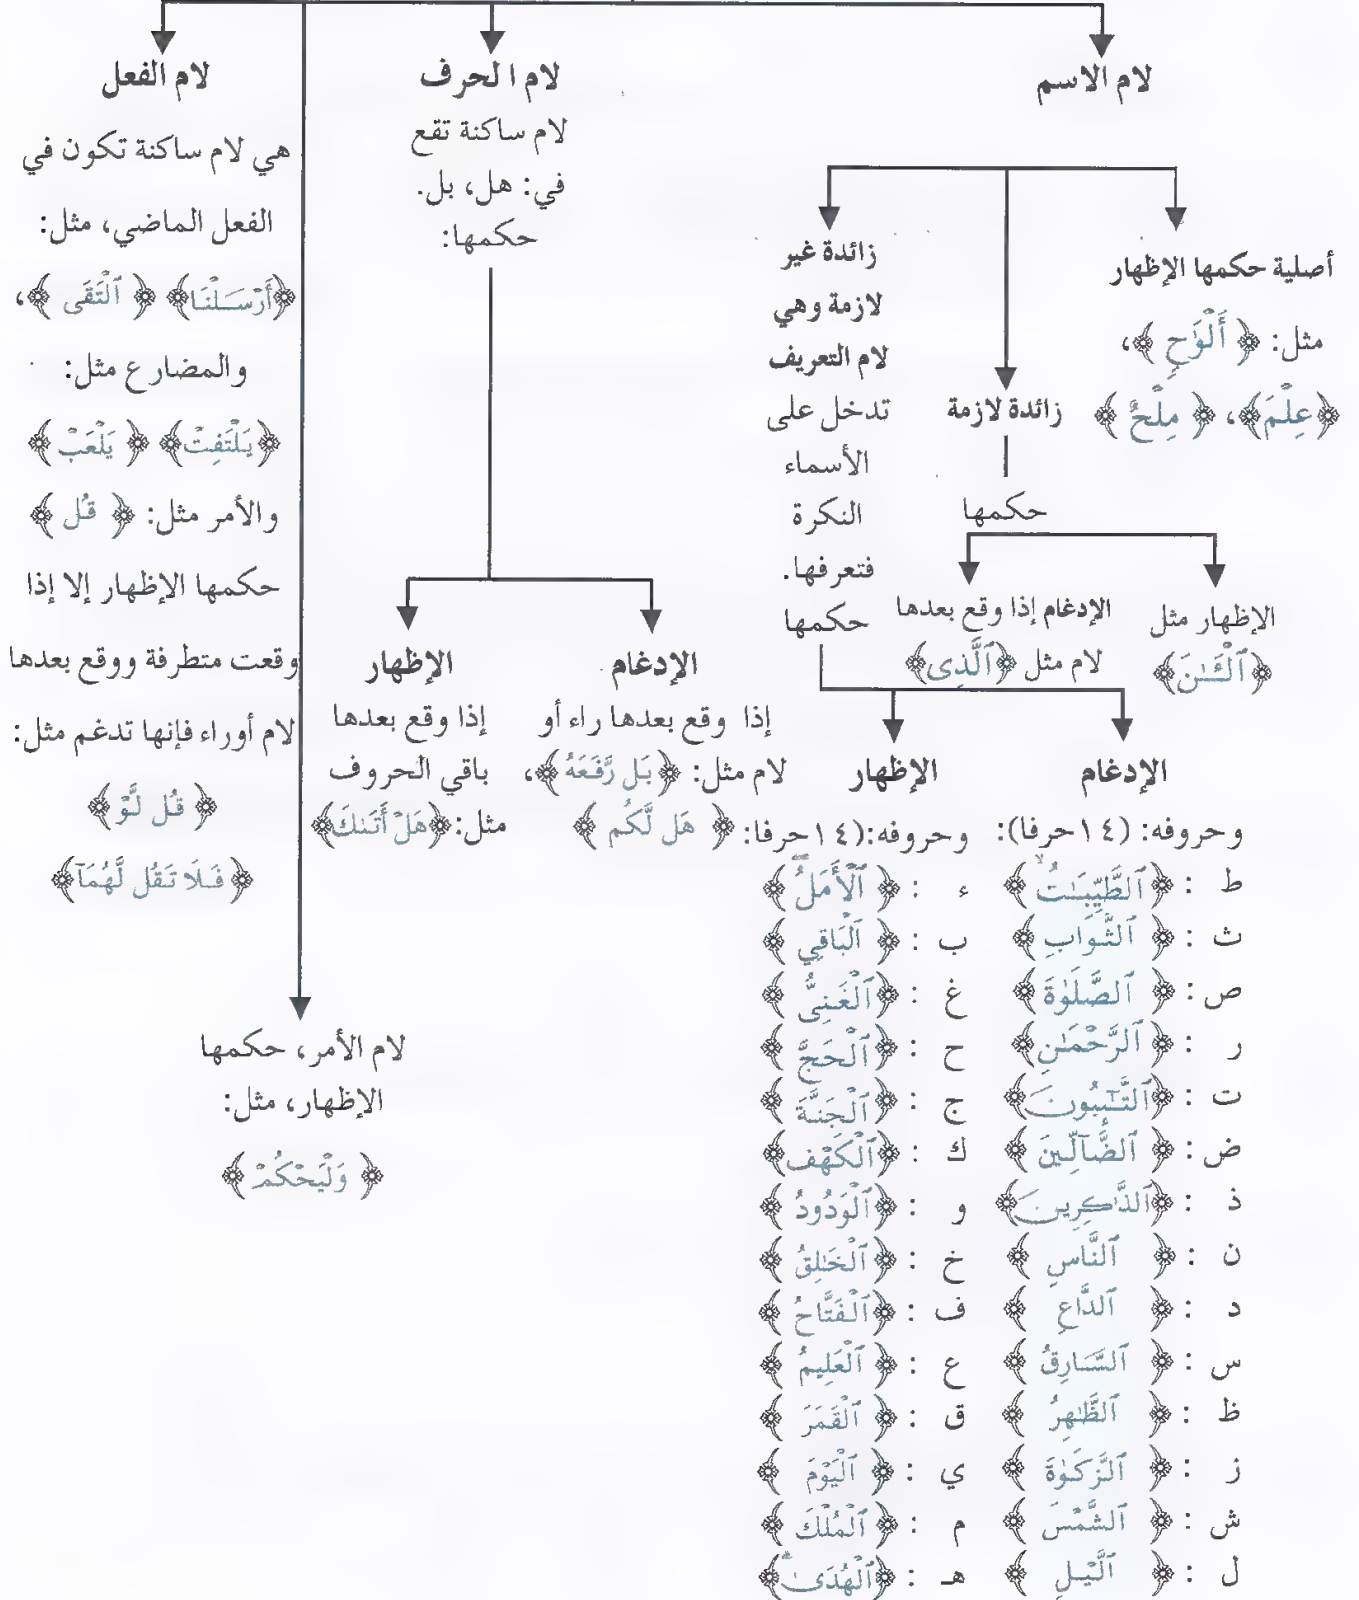 لام الاسم
أصلية حكمها الإظهار
مثل: ﴿ أَلْوَٰحٍ ﴾،
﴿عِلْمَ﴾، ﴿ مِلْحٌ ﴾
زائدة لازمة
حكمها
الإظهار مثل
﴿ٱلْـَٔـٰنَ﴾
الإدغام إذا وقع بعدها
لام مثل ﴿ٱلَّذِى﴾
زائدة غير
لازمة وهي
لام التعريف
تدخل على
الأسماء
النكرة
فتعرفها.
حكمها
الإدغام
وحروفه: (١٤حرفا):
ط : ﴿ٱلطَّيِّبَـٰتُ ۙ﴾
ث : ﴿ ٱلثَّوَابِ ﴾
ص : ﴿ ٱلصَّلَوٰةَ ﴾
ر : ﴿ٱلرَّحْمَـٰنِ﴾
ت : ﴿ٱلتَّـٰٓئِبُونَ﴾
ض : ﴿ ٱلضَّآلِّينَ ﴾
ذ : ﴿ٱلذَّٰكِرِينَ﴾
ن : ﴿ ٱلنَّاسِ ﴾
د : ﴿ ٱلدَّاعِ ﴾
س : ﴿ ٱلسَّارِقُ ﴾
ظ : ﴿ ٱلظَّـٰهِرُ ﴾
ز : ﴿ ٱلزَّكَوٰةَ ﴾
ش : ﴿ ٱلشَّمْسَ ﴾
ل : ﴿ ٱلَّيْلِ ﴾
الإظهار
وحروفه:(١٤حرفا):
ء : ﴿ ٱلْأَمَلُ ۖ﴾
ب : ﴿ ٱلْبَاقِي ﴾
غ : ﴿ٱلْغَنِىُّ ﴾
ح : ﴿ٱلْحَجَّ ﴾
ج : ﴿ٱلْجَنَّةَ ﴾
ك : ﴿ٱلْكَهْفِ﴾
و : ﴿ٱلْوَدُودُ ﴾
خ : ﴿ٱلْخَـٰلِقُ ﴾
ف : ﴿ٱلْفَتَّاحُ ﴾
ع : ﴿ ٱلْعَلِيمُ ﴾
ق : ﴿ ٱلْقَمَرَ ﴾
ي : ﴿ ٱلْيَوْمَ ﴾
م : ﴿ ٱلْمُلْكَ ﴾
هـ : ﴿ٱلْهُدَىٰ ۗ﴾
لام الحرف
لام ساكنة تقع
في: هل، بل.
حكمها:
الإدغام
إذا وقع بعدها راء أو
لام مثل: ﴿بَل رَّفَعَهُ﴾،
﴿ هَل لَّكُم ﴾
الإظهار
إذا وقع بعدها
باقي الحروف
مثل:﴿هَلْ أَتَىٰكَ﴾
لام الفعل
هي لام ساكنة تكون في
الفعل الماضي، مثل:
﴿أَرْسَلْنَا﴾ ﴿ ٱلْتَقَى ﴾،
والمضارع مثل:
﴿يَلْتَفِتْ﴾ ﴿ يَلْعَبْ ﴾
والأمر مثل: ﴿ قُل ﴾
حكمها الإظهار إلا إذا
وقعت متطرفة ووقع بعدها
لام أوراء فإنها تدغم مثل:
﴿ قُل لَّوْ ﴾
﴿فَلَا تَقُل لَّهُمَآ﴾
لام الأمر، حكمها
الإظهار، مثل:
﴿ وَلْيَحْكُمْ ﴾